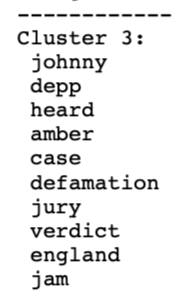 ------------
Cluster 3:
johnny
depp
heard
amber
case
defamation
jury
verdict
england
jam